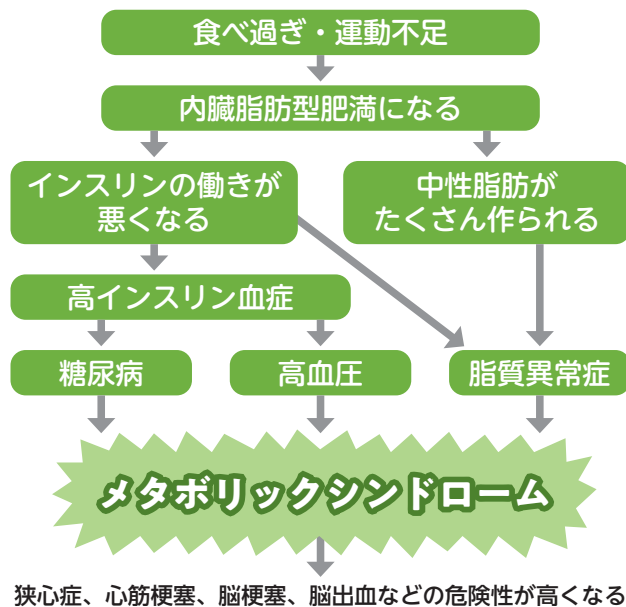 食べ過ぎ・運動不足
内臓脂肪型肥満になる
インスリンの働きが
悪くなる
中性脂肪が
たくさん作られる
高インスリン血症
糖尿病
高血圧
脂質異常症
メタボリックシンドローム
狭心症、心筋梗塞、脳梗塞、脳出血などの危険性が高くなる